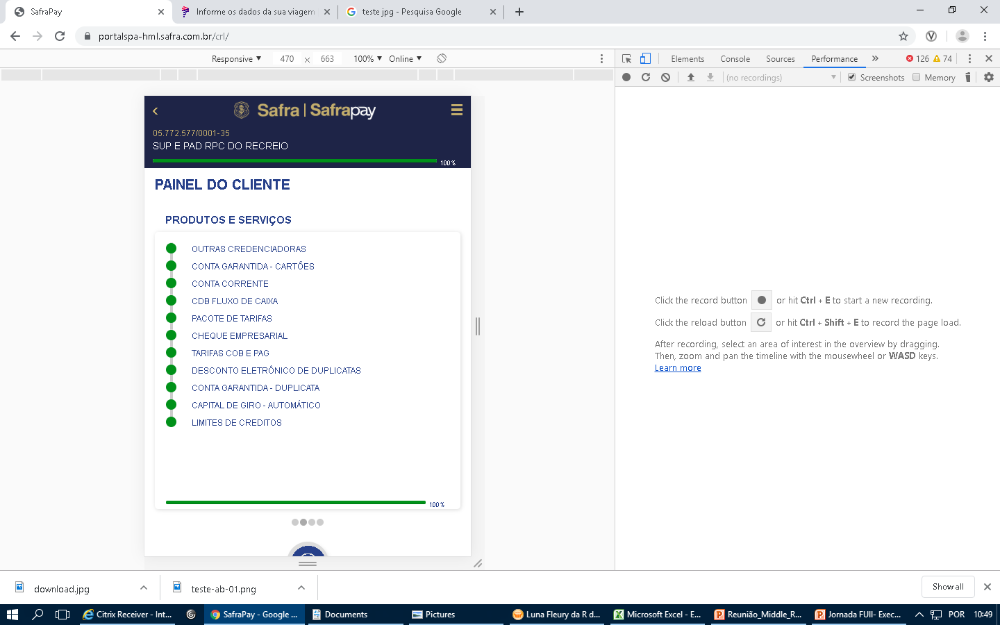 SafraPay
Informe os dados da sua viagem
teste jpg - Pesquisa Google
portalspa-hml.safra.com.br/crl/
Responsive ▼ 470 × 663 100% ▼ Online ▼
Elements Console Sources Performance » 126 74
(no recordings) Screenshots Memory
Safra | Safrapay
05.772.577/0001-35
SUP E PAD RPC DO RECREIO
100%
PAINEL DO CLIENTE
PRODUTOS E SERVIÇOS
OUTRAS CREDENCIADORAS
CONTA GARANTIDA - CARTÕES
CONTA CORRENTE
CDB FLUXO DE CAIXA
PACOTE DE TARIFAS
CHEQUE EMPRESARIAL
TARIFAS COB E PAG
DESCONTO ELETRÔNICO DE DUPLICATAS
CONTA GARANTIDA - DUPLICATA
CAPITAL DE GIRO - AUTOMÁTICO
LIMITES DE CREDITOS
100%
Click the record button or hit Ctrl + E to start a new recording.
Click the reload button or hit Ctrl + Shift + E to record the page load.
After recording, select an area of interest in the overview by dragging.
Then, zoom and pan the timeline with the mousewheel or WASD keys.
Learn more
download.jpg
teste-ab-01.png
Show all
Citrix Receiver - Int...
SafraPay - Google ...
Documents
Pictures
Luna Fleury da R d...
Microsoft Excel - E...
Reunião_Middle_R...
Jornada FUll- Exec...
POR 10:49